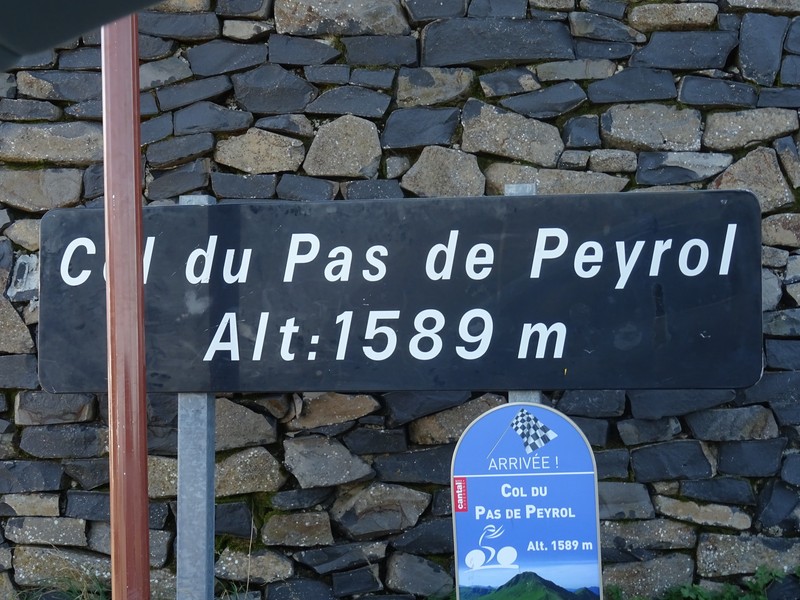 Col du Pas de Peyrol
Alt: 1589 m
ARRIVÉE !
cantal
COL DU
PAS DE PEYROL
Alt. 1589 m